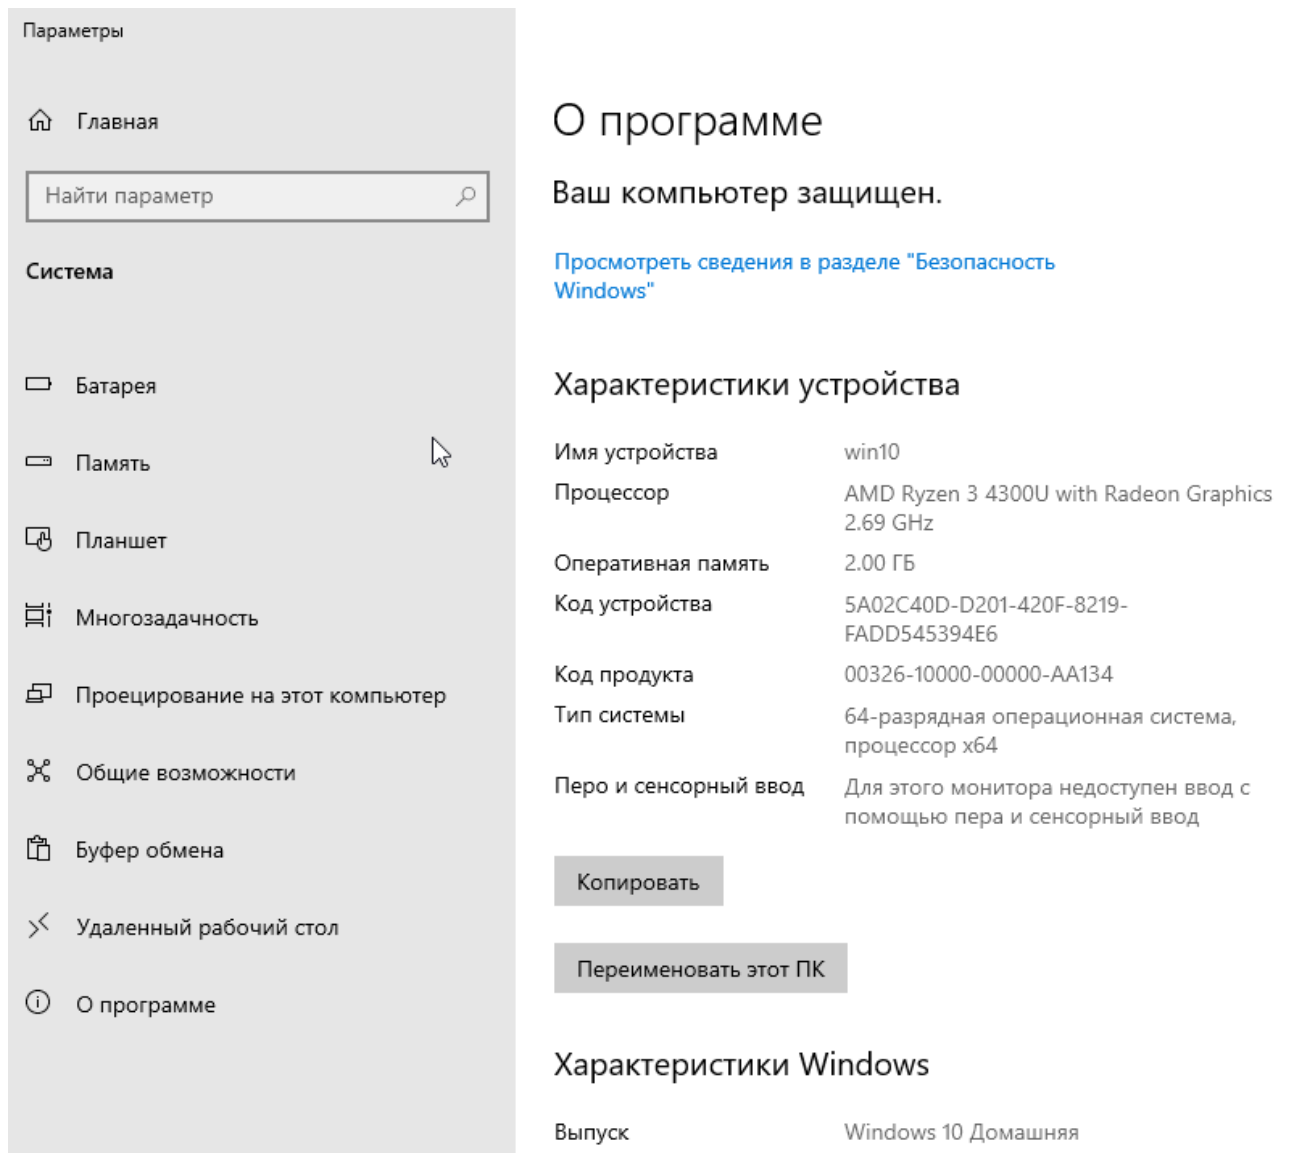 Параметры
Главная
Найти параметр
Система
Батарея
Память
Планшет
Многозадачность
Проецирование на этот компьютер
Общие возможности
Буфер обмена
Удаленный рабочий стол
О программе
О программе
Ваш компьютер защищен.
Просмотреть сведения в разделе "Безопасность
Windows"
Характеристики устройства
Имя устройства win10
Процессор AMD Ryzen 3 4300U with Radeon Graphics
2.69 GHz
Оперативная память 2.00 ГБ
Код устройства 5A02C40D-D201-420F-8219-
FADD545394E6
Код продукта 00326-10000-00000-AA134
Тип системы 64-разрядная операционная система,
процессор x64
Перо и сенсорный ввод Для этого монитора недоступен ввод с
помощью пера и сенсорный ввод
Копировать
Переименовать этот ПК
Характеристики Windows
Выпуск Windows 10 Домашняя